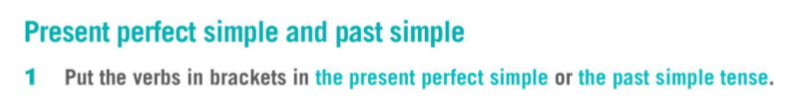 Present perfect simple and past simple
1 Put the verbs in brackets in the present perfect simple or the past simple tense.